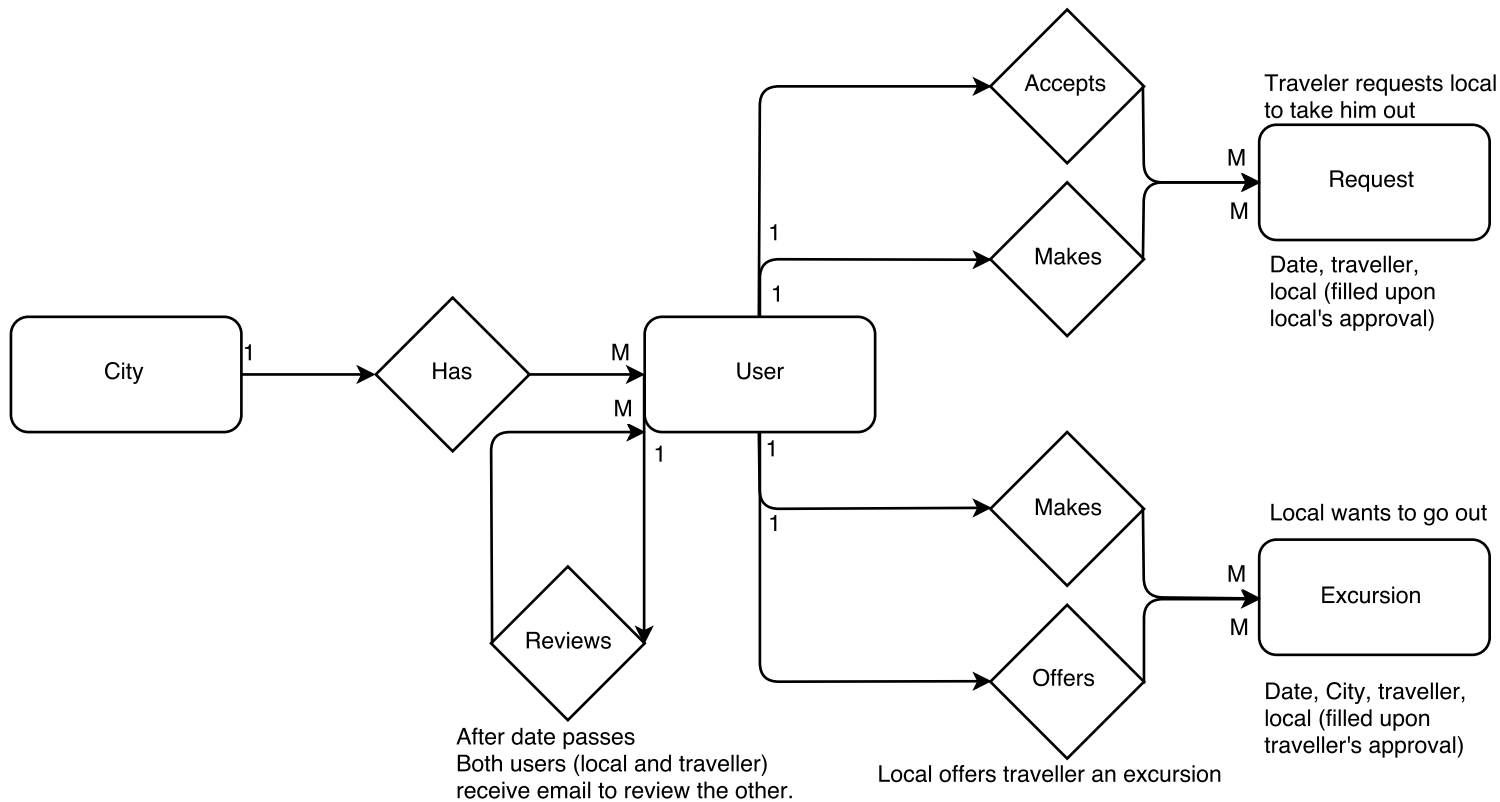 Accepts
Traveler requests local
to take him out
M
Request
M
1
Makes
1
Date, traveller,
local (filled upon
local's approval)
City
1
Has
M
User
M
1
1
Makes
1
Local wants to go out
M
Excursion
M
Reviews
Offers
Date, City, traveller,
local (filled upon
traveller's approval)
After date passes
Both users (local and traveller)
receive email to review the other.
Local offers traveller an excursion